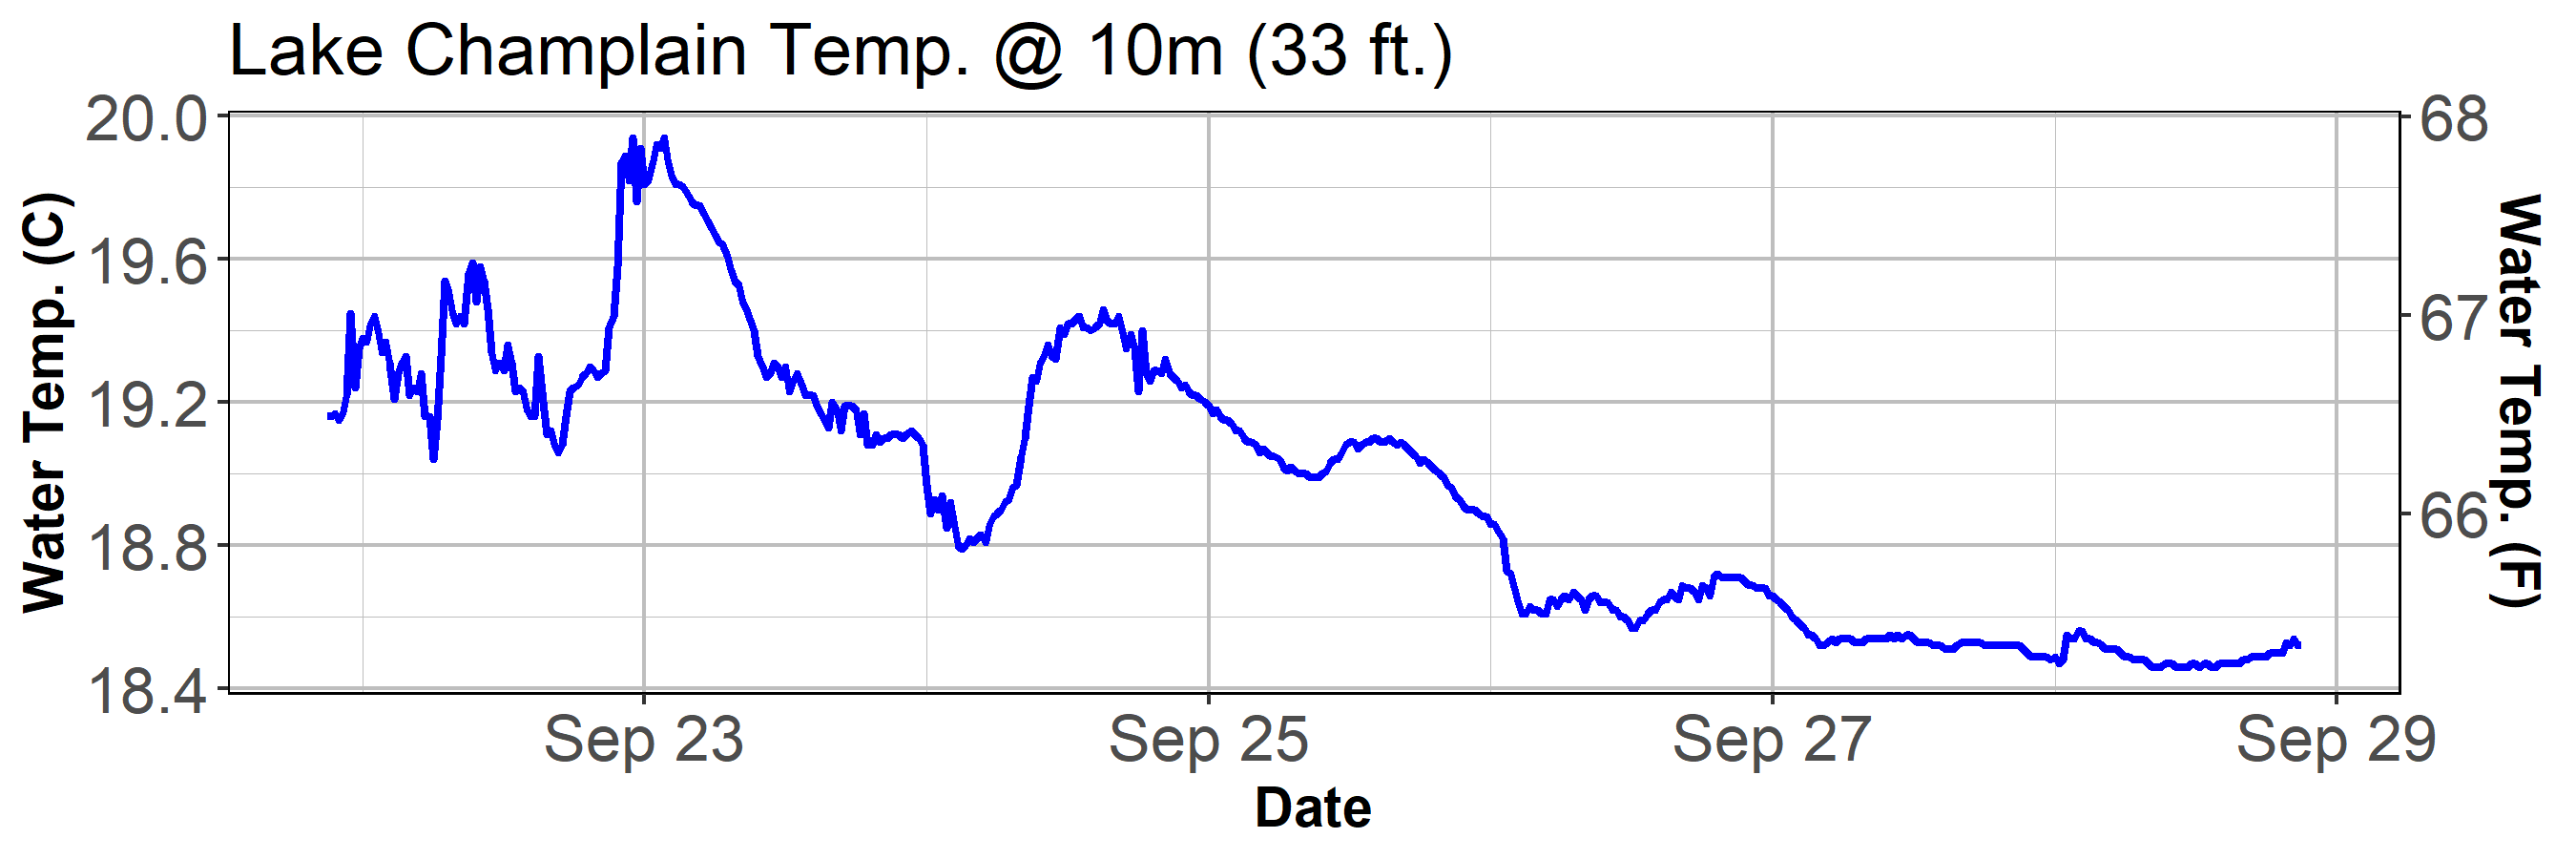 Lake Champlain Temp. @ 10m (33 ft.)
Water Temp. (C)
20.0
19.6
19.2
18.8
18.4
68
67
66
Water Temp. (F)
Sep 23 Sep 25 Sep 27 Sep 29
Date